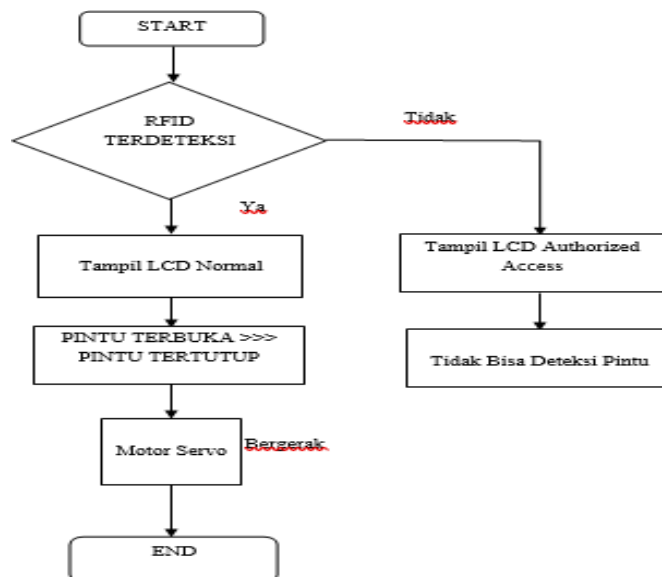 START
RFID
TERDETEKSI
Tidak
Ya
Tampil LCD Normal
Tampil LCD Authorized
Access
PINTU TERBUKA >>>
PINTU TERTUTUP
Tidak Bisa Deteksi Pintu
Motor Servo
Bergerak
END